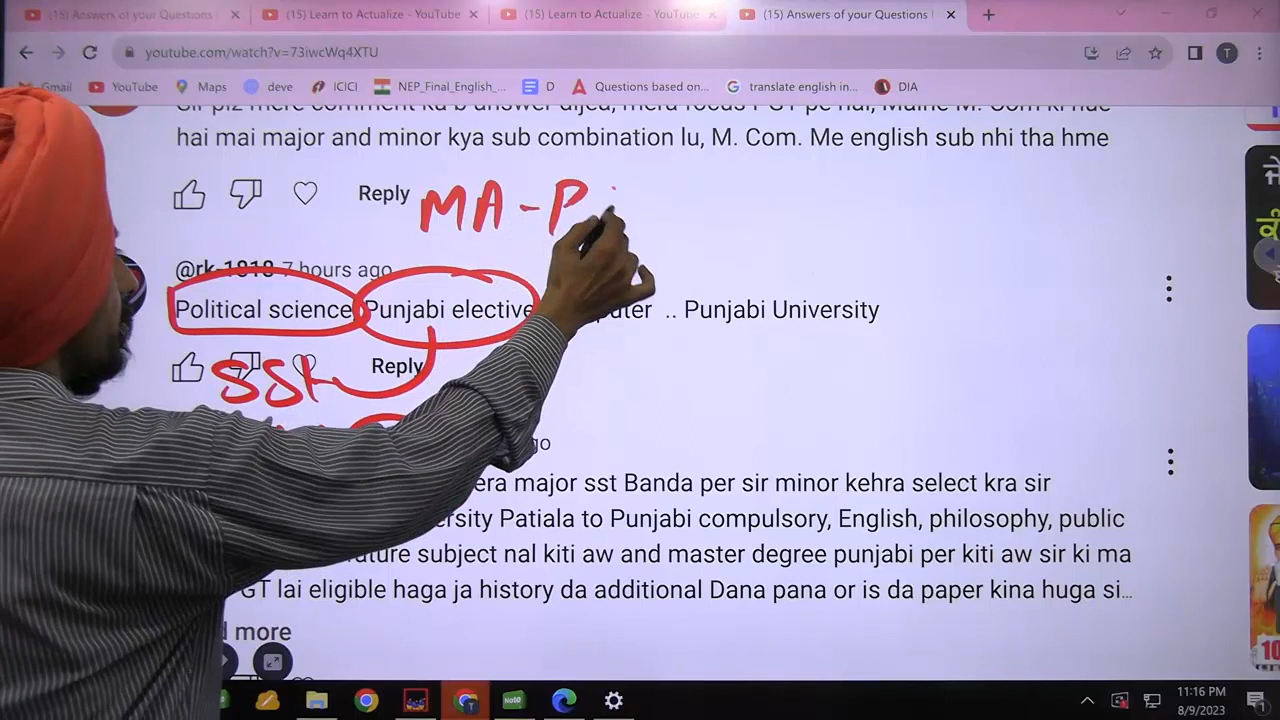 (15) Answers of your Questions
(15) Learn to Actualize - YouTube
(15) Learn to Actualize - YouTube
(15) Answers of your Questions
youtube.com/watch?v=73iwcWq4XTU
T
Gmail
YouTube
Maps
deve
ICICI
NEP_Final_English_...
D
Questions based on...
translate english in...
DIA
hai mai major and minor kya sub combination lu, M. Com. Me english sub nhi tha hme
Reply
MA-P
@rk-1818 7 hours ago
Political science Punjabi elective .. Punjabi University
Reply
SSt
era major sst Banda per sir minor kehra select kra sir
Patiala to Punjabi compulsory, English, philosophy, public
subject nal kiti aw and master degree punjabi per kiti aw sir ki ma
GT lai eligible haga ja history da additional Dana pana or is da paper kina huga si...
more
11:16 PM
8/9/2023